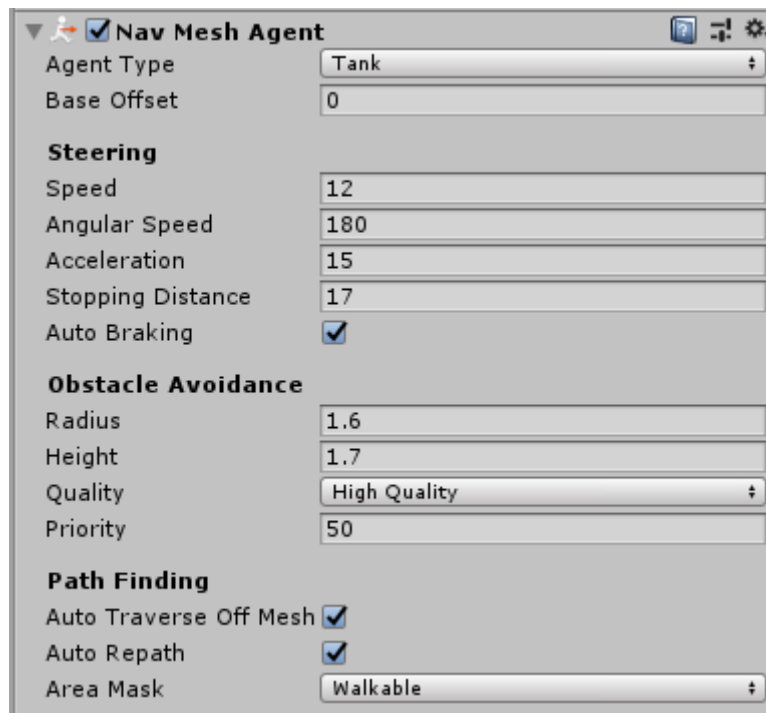 Nav Mesh Agent
Agent Type Tank
Base Offset 0
Steering
Speed 12
Angular Speed 180
Acceleration 15
Stopping Distance 17
Auto Braking
Obstacle Avoidance
Radius 1.6
Height 1.7
Quality High Quality
Priority 50
Path Finding
Auto Traverse Off Mesh
Auto Repath
Area Mask Walkable